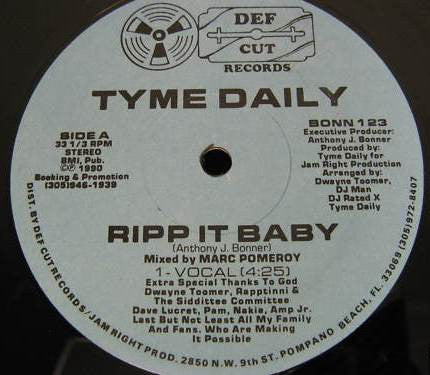 DEF
CUT
RECORDS
TYME DAILY
SIDE A
33 1/3 RPM
STEREO
BMI, Pub.
©℗ 1990
Booking & Promotion
(305)946-1939
BONN 123
Executive Producer:
Anthony J. Bonner
Produced by:
Tyme Daily for
Jam Right Production
Arranged by:
Dwayne Toomer,
DJ Man
DJ Rated X
Tyme Daily
RIPP IT BABY
(Anthony J. Bonner)
Mixed by MARC POMEROY
1-VOCAL (4:25)
Extra Special Thanks To God
Dwayne Toomer, Rapptinni &
The Sidditee Committee
Dave Lucret, Pam, Nakia, Amp Jr.
Last But Not Least All My Family
And Fans. Who Are Making
It Possible
DIST. BY DEF CUT RECORDS/JAM RIGHT PROD. 2850 N.W. 9th ST. POMPANO BEACH, FL. 33069 (305)972-8407